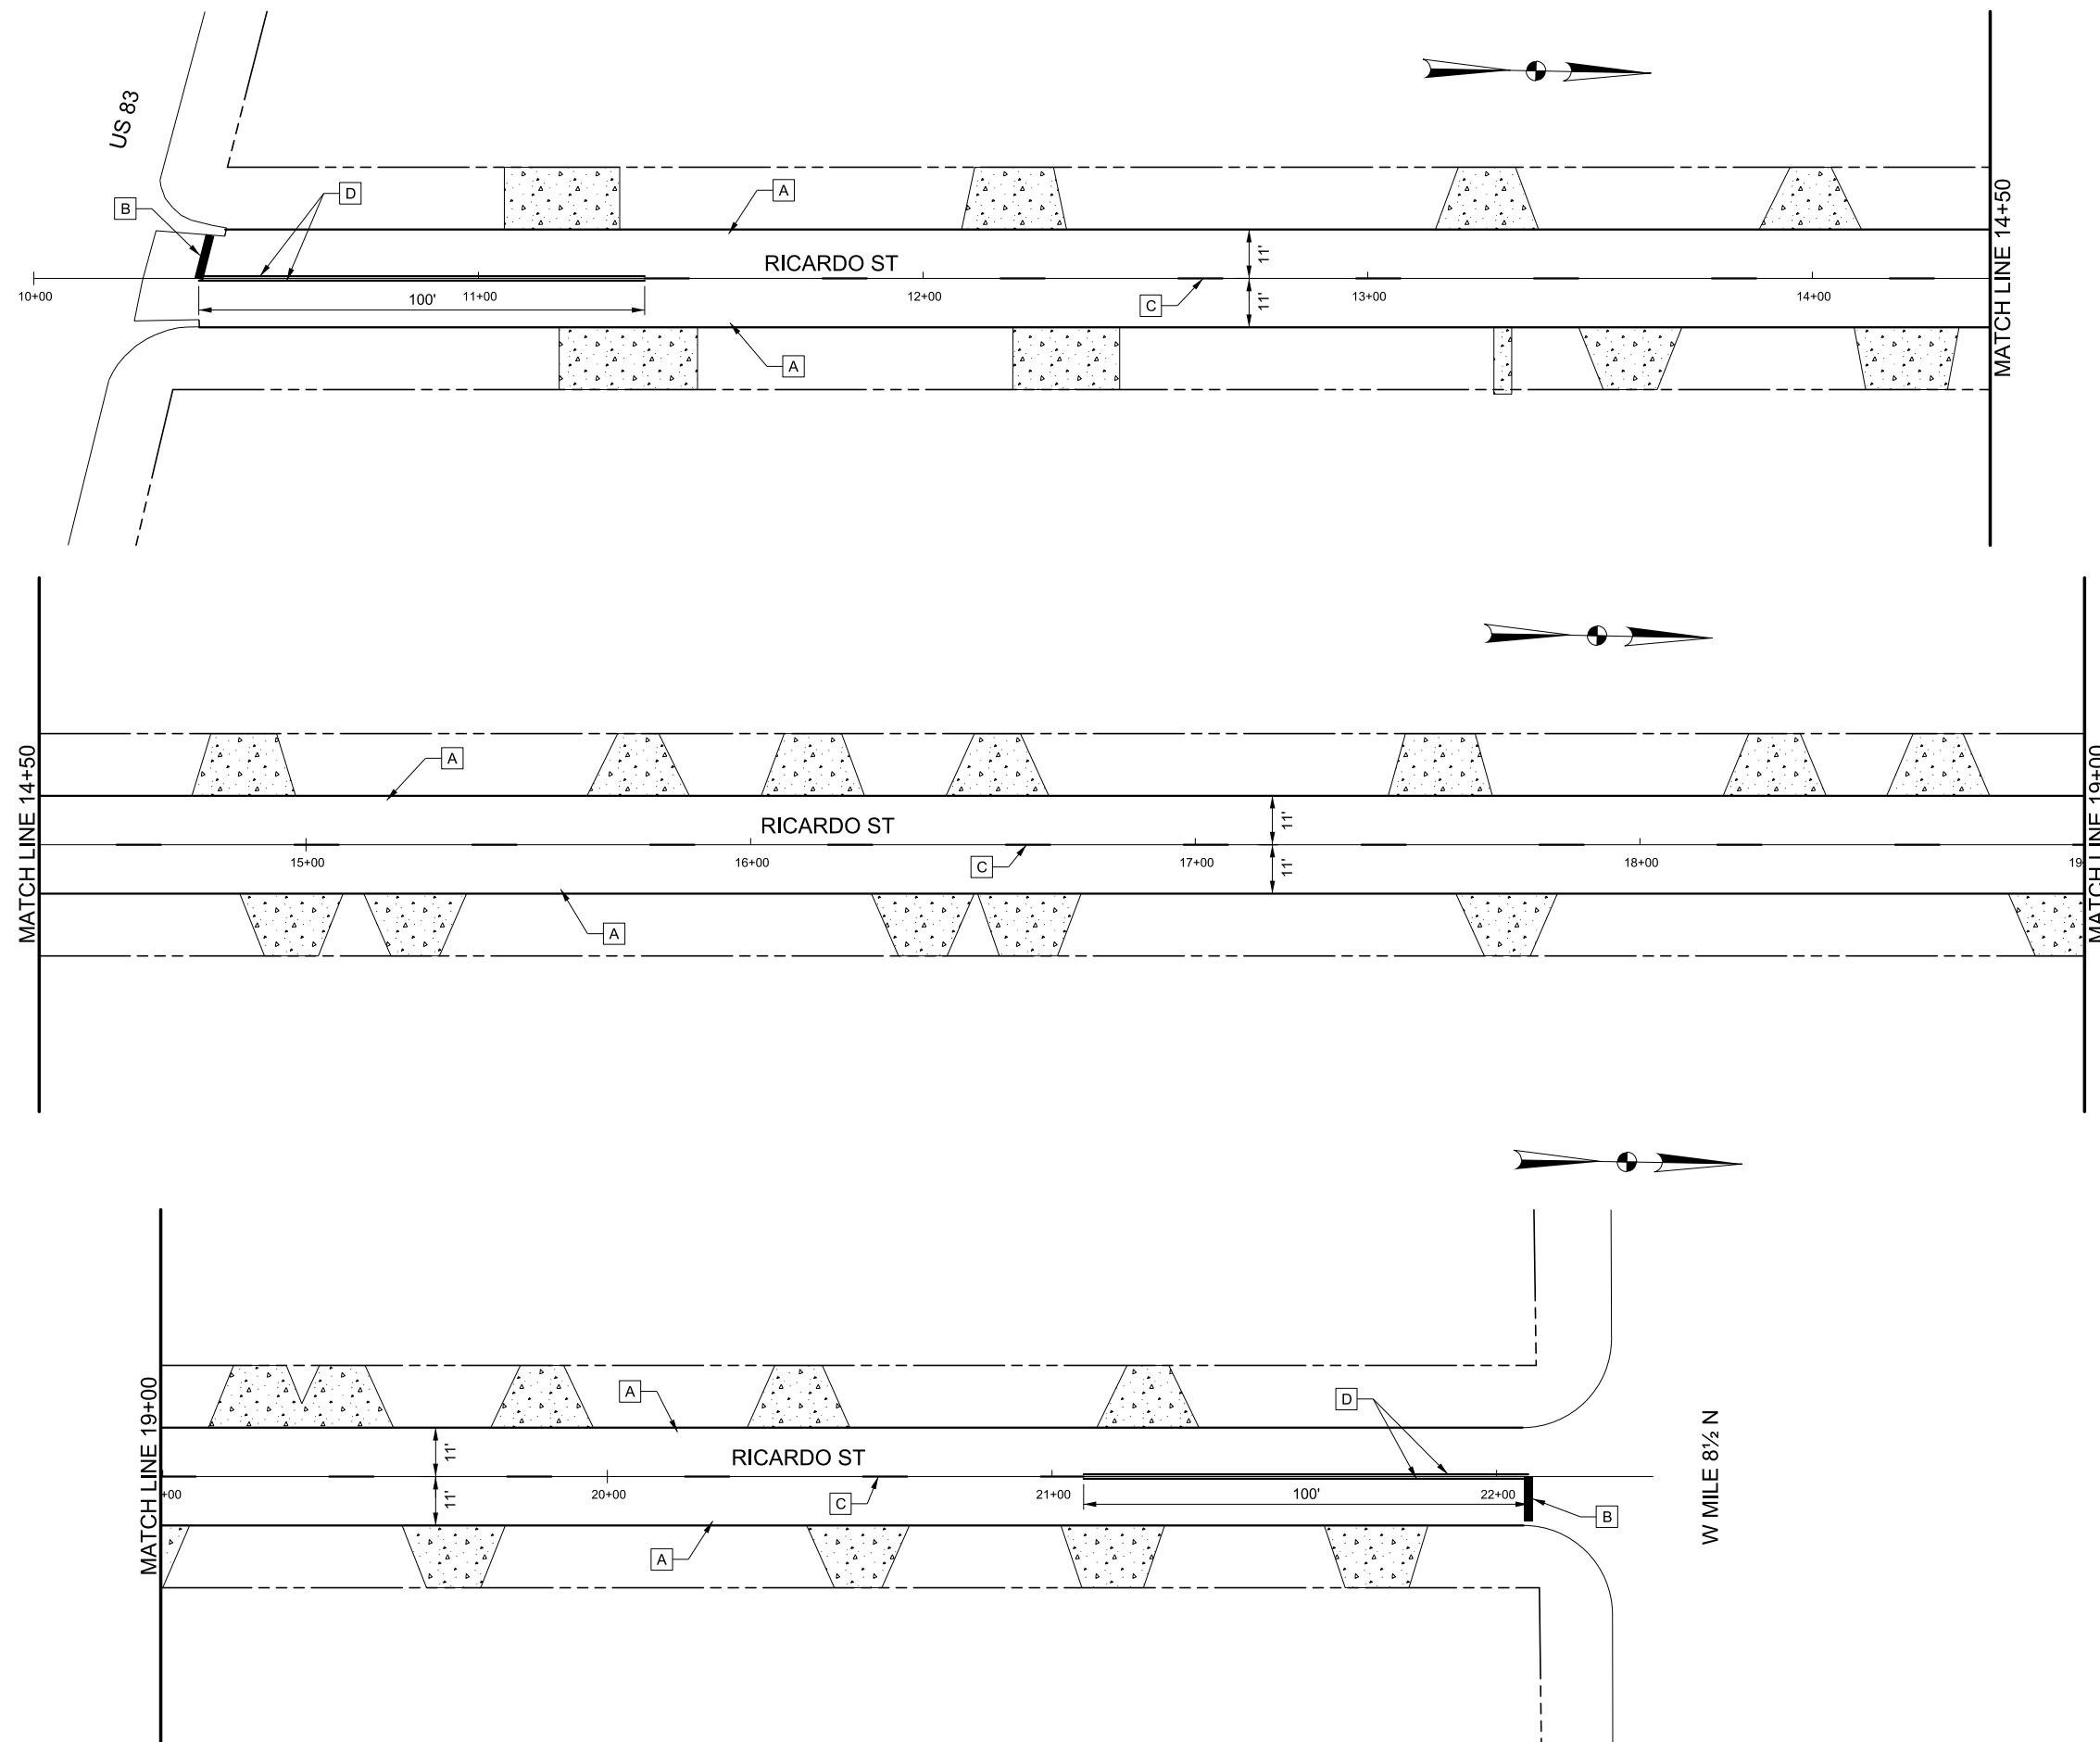 US 83
B
D
A
RICARDO ST
11'
11'
10+00
11+00
12+00
13+00
14+00
100'
C
A
MATCH LINE 14+50
MATCH LINE 14+50
A
RICARDO ST
11'
11'
15+00
16+00
17+00
18+00
19
C
A
MATCH LINE 19+00
MATCH LINE 19+00
A
D
RICARDO ST
11'
11'
+00
20+00
21+00
22+00
100'
C
B
A
W MILE 8½ N